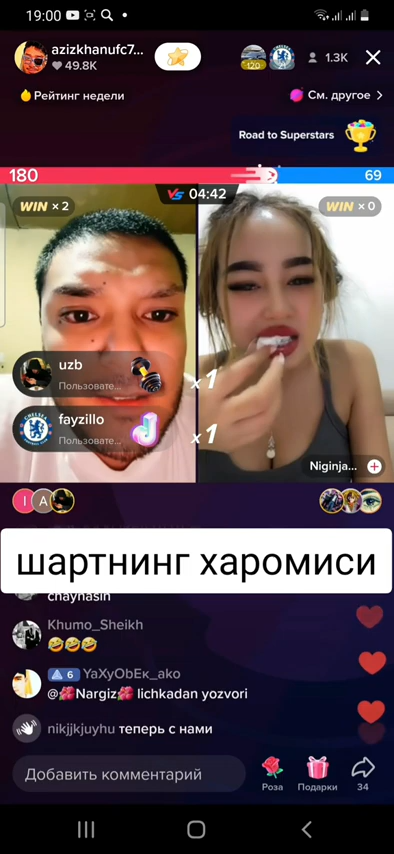 19:00
azizkhanufc7...
49.8K
120
1.3K
Рейтинг недели
См. другое
Road to Superstars
180
69
WIN × 2
VS 04:42
WIN × 0
uzb
Пользовате...
x 1
fayzillo
Пользовате...
x 1
Niginja...
I A
шартнинг харомиси
chaynasin
Khumo_Sheikh
🤣🤣🤣
6 YaXyObEк_ako
@🌺Nargiz🌺 lichkadan yozvori
nikjjkjuyhu теперь с нами
Добавить комментарий
Роза
Подарки
34